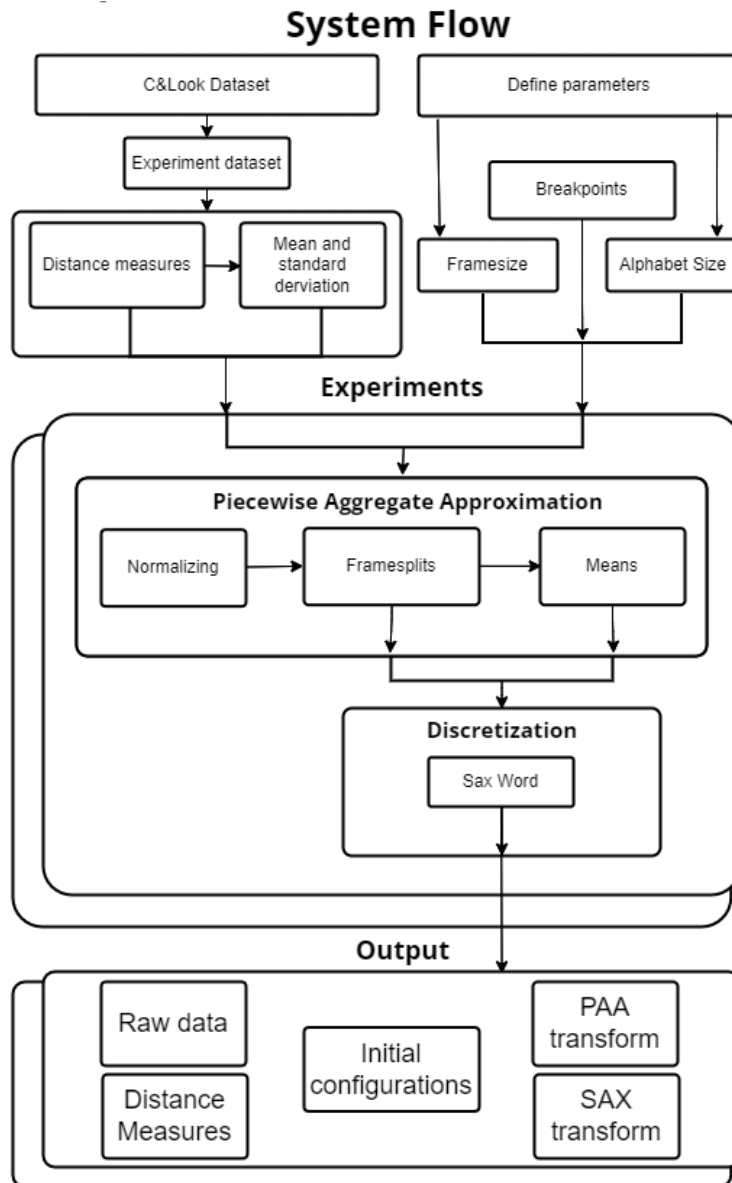 System Flow
C&Look Dataset
Define parameters
Experiment dataset
Breakpoints
Distance measures
Mean and
standard
derviation
Framesize
Alphabet Size
Experiments
Piecewise Aggregate Approximation
Normalizing
Framesplits
Means
Discretization
Sax Word
Output
Raw data
Initial
configurations
PAA
transform
Distance
Measures
SAX
transform